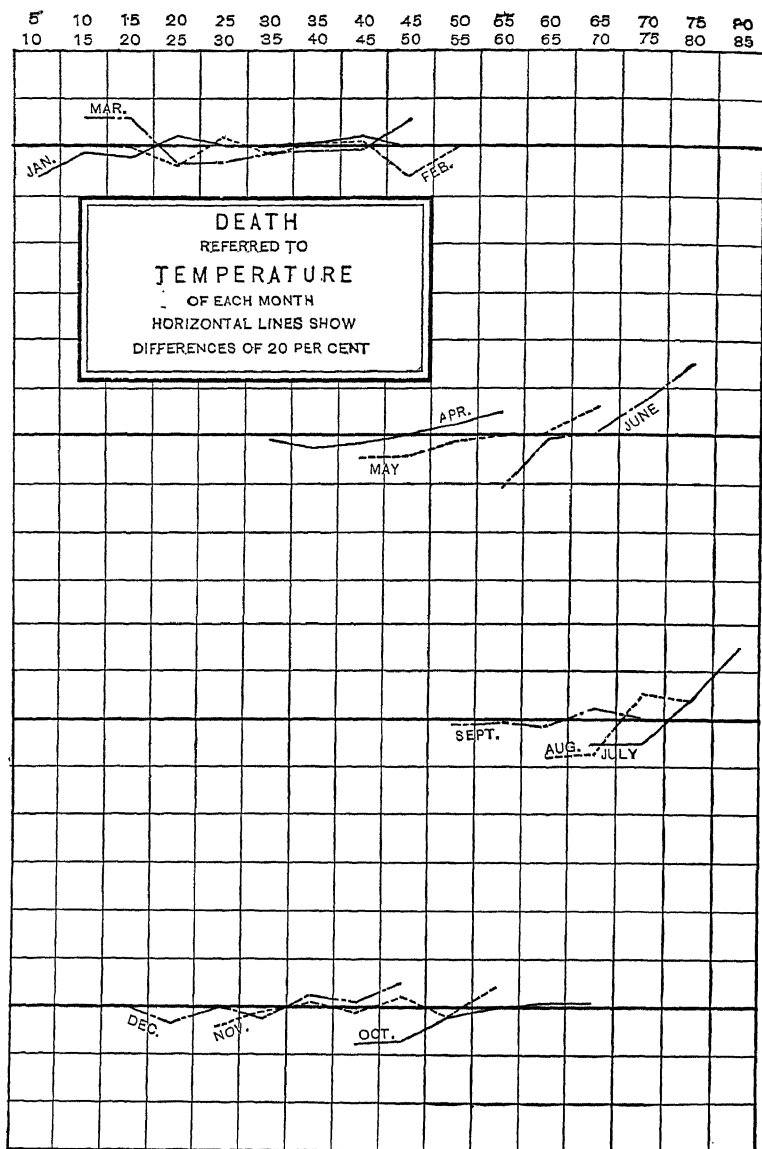 5 10 15 20 25 30 35 40 45 50 55 60 65 70 75 80
10 15 20 25 30 35 40 45 50 55 60 65 70 75 80 85
MAR.
JAN.
FEB.
DEATH
REFERRED TO
TEMPERATURE
OF EACH MONTH
HORIZONTAL LINES SHOW
DIFFERENCES OF 20 PER CENT
APR.
MAY
JUNE
SEPT.
AUG.
JULY
DEC.
NOV.
OCT.